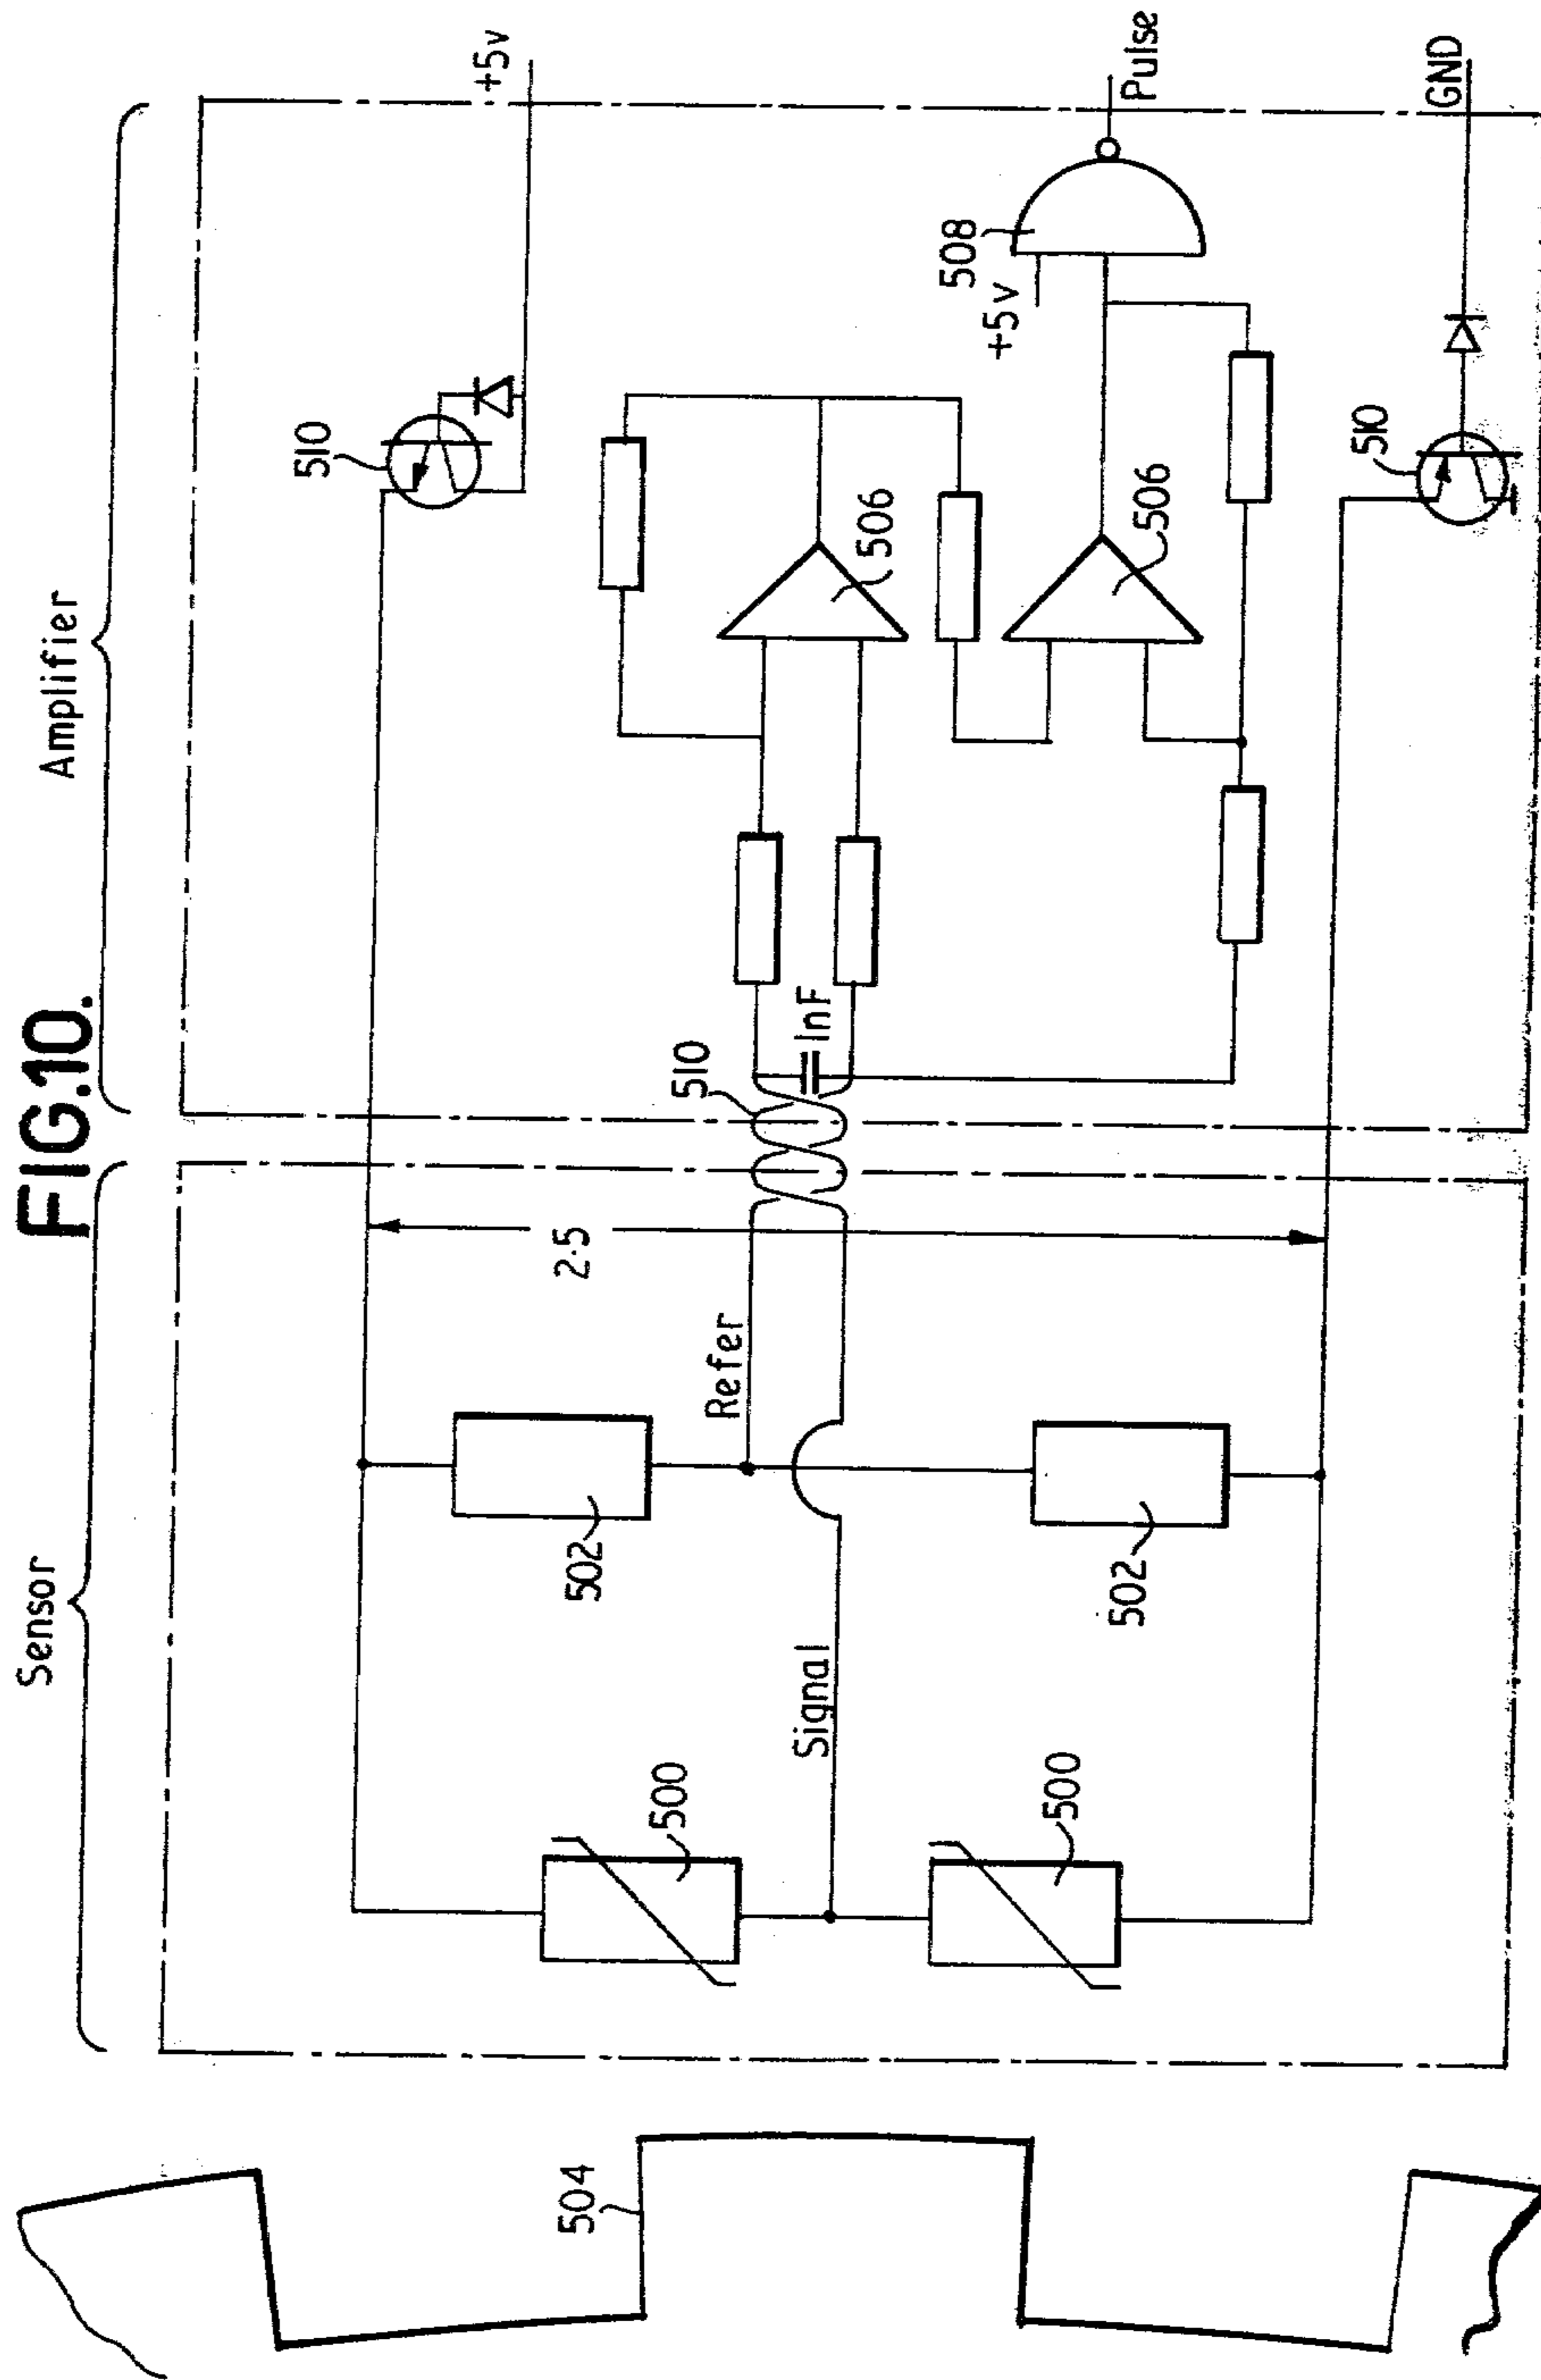 FIG.10.
Sensor
Amplifier
510
+5v
506
506
508
+5v
Pulse
510
GND
510
1nF
2·5
Refer
Signal
502
502
500
500
504